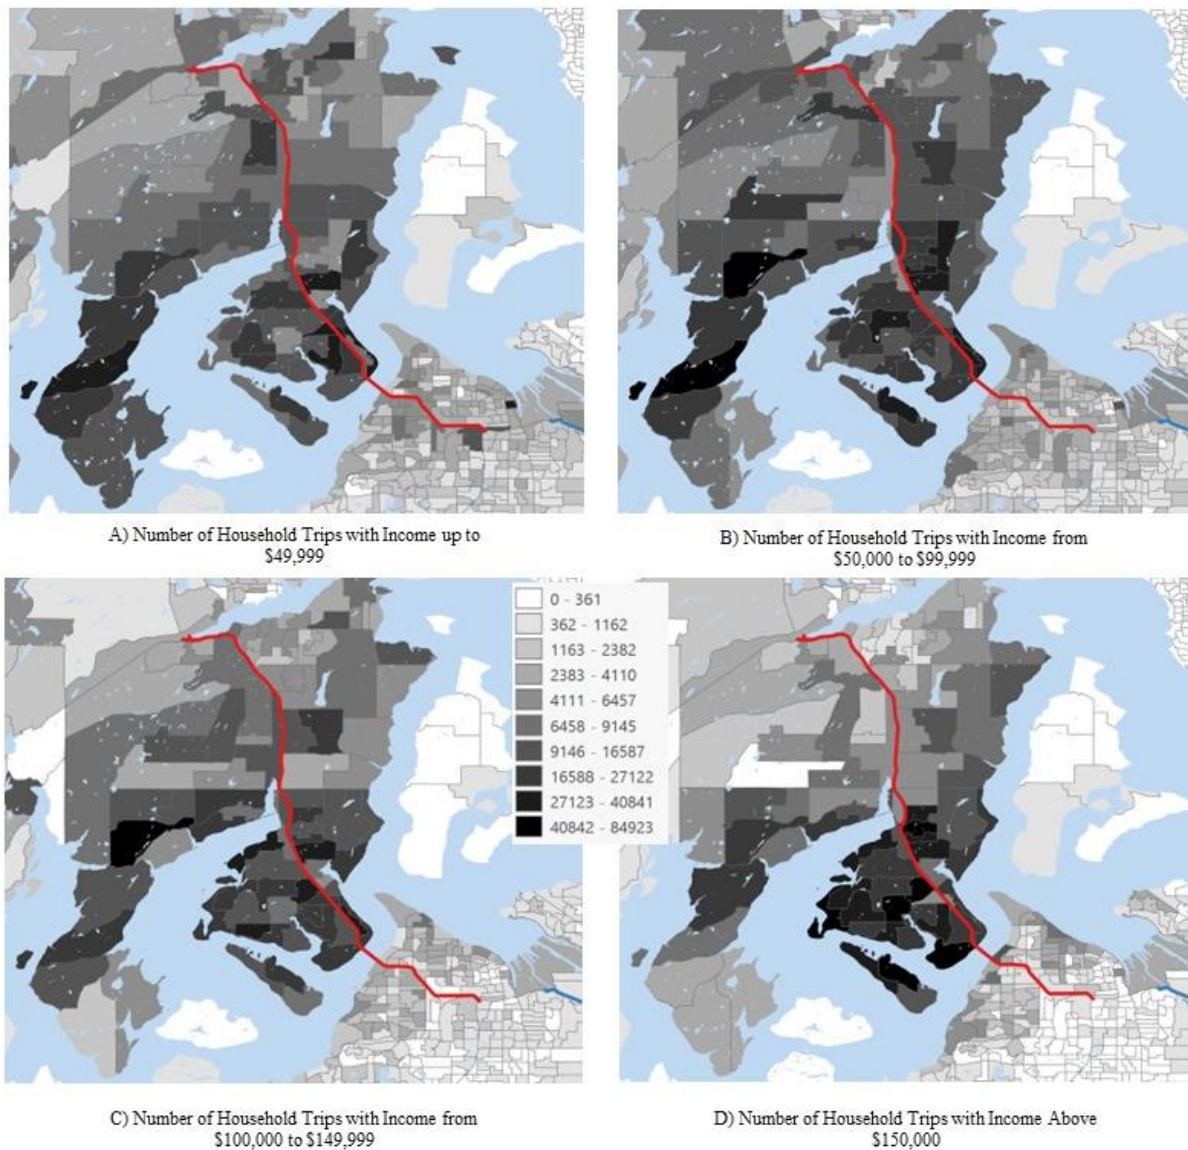 A) Number of Household Trips with Income up to
$49,999
B) Number of Household Trips with Income from
$50,000 to $99,999
0 - 361
362 - 1162
1163 - 2382
2383 - 4110
4111 - 6457
6458 - 9145
9146 - 16587
16588 - 27122
27123 - 40841
40842 - 84923
C) Number of Household Trips with Income from
$100,000 to $149,999
D) Number of Household Trips with Income Above
$150,000